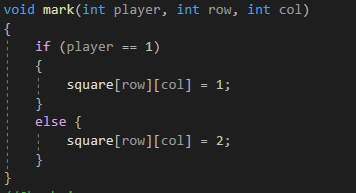 void mark(int player, int row, int col)
{
    if (player == 1)
    {
        square[row][col] = 1;
    }
    else {
        square[row][col] = 2;
    }
}